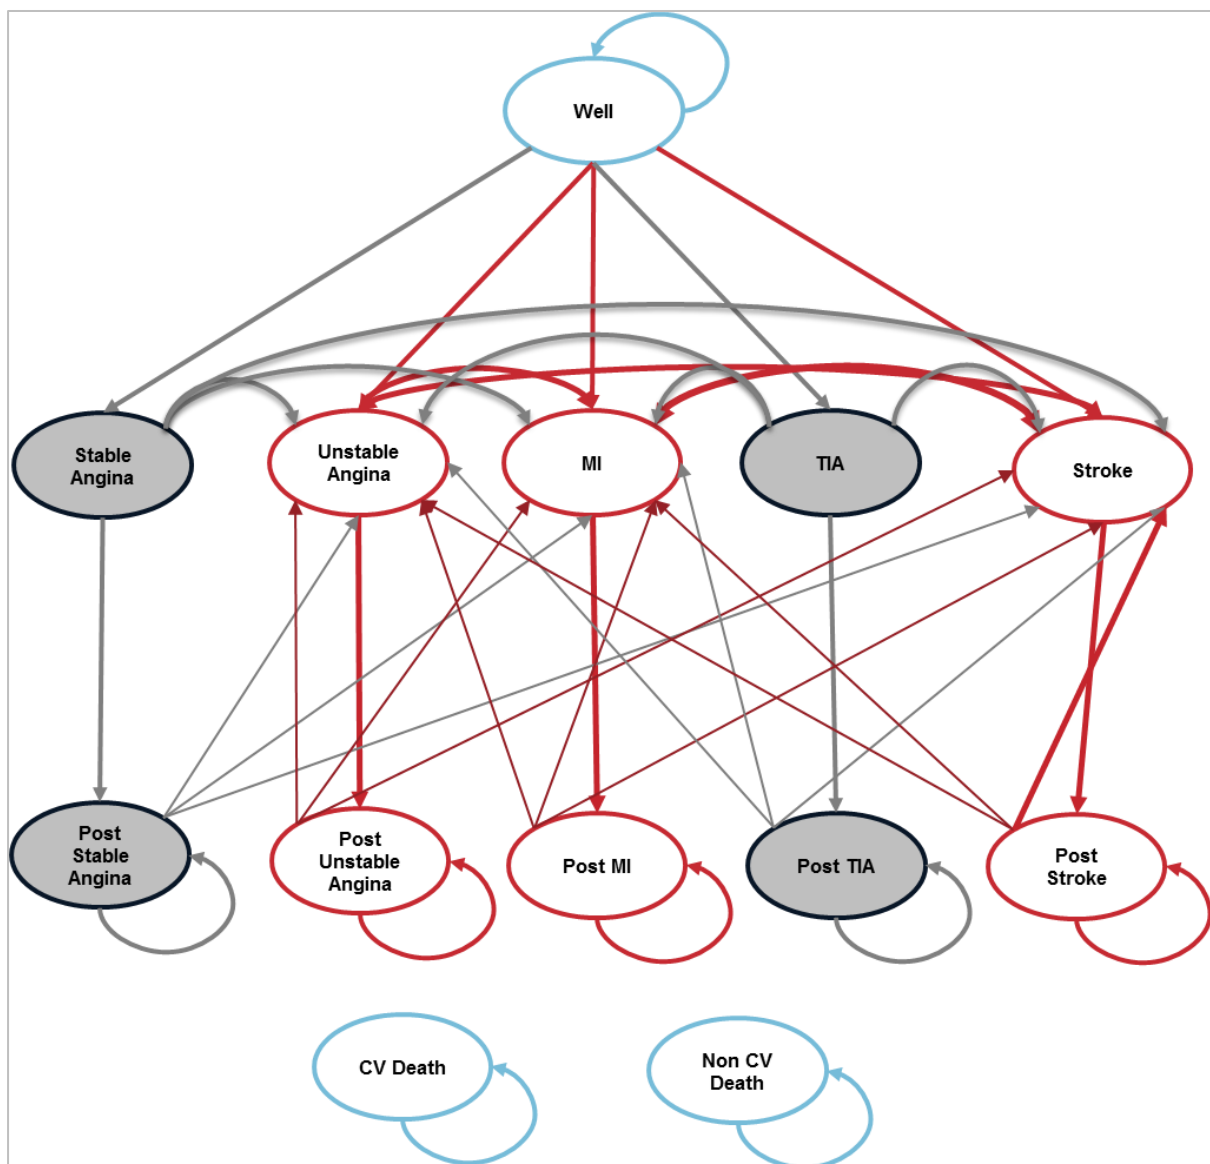 Well
Stable
Angina
Unstable
Angina
MI
TIA
Stroke
Post
Stable
Angina
Post
Unstable
Angina
Post MI
Post TIA
Post
Stroke
CV Death
Non CV
Death